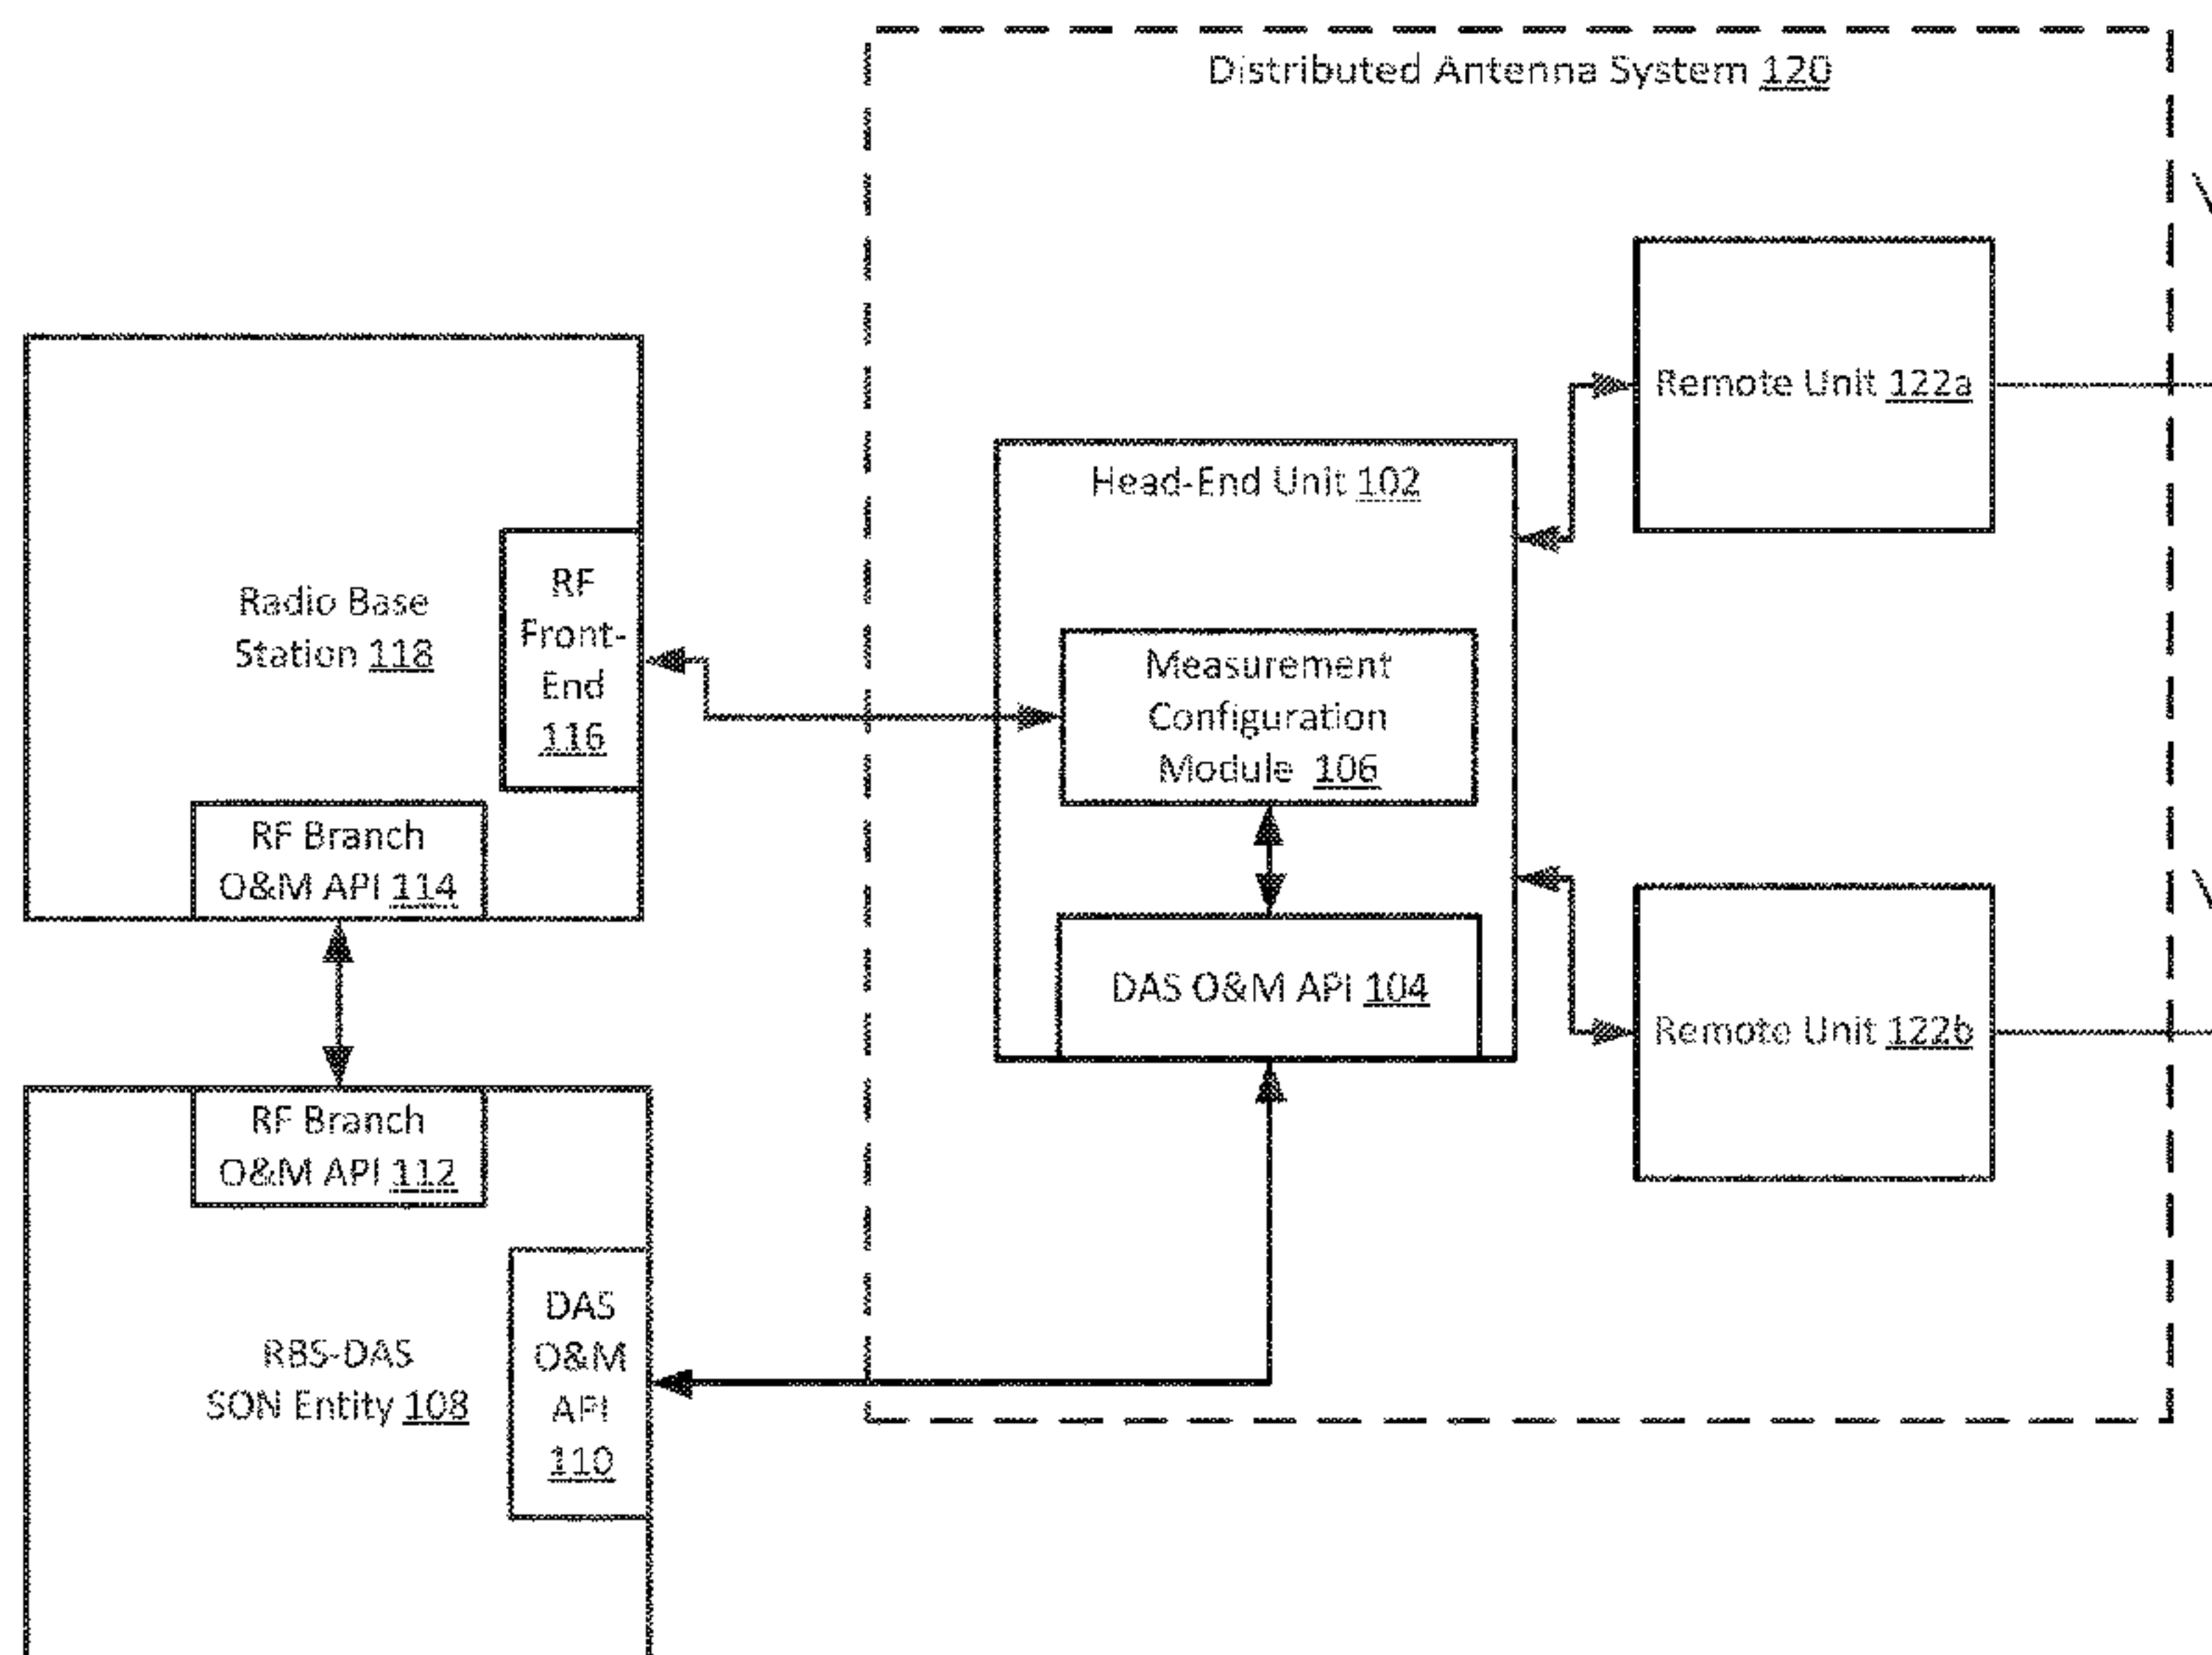 Distributed Antenna System 120
Remote Unit 122a
Head-End Unit 102
Radio Base
Station 118
RF
Front-
End
116
Measurement
Configuration
Module 106
RF Branch
O&M API 114
DAS O&M API 104
Remote Unit 122b
RF Branch
O&M API 112
RBS-DAS
SON Entity 108
DAS
O&M
API
110